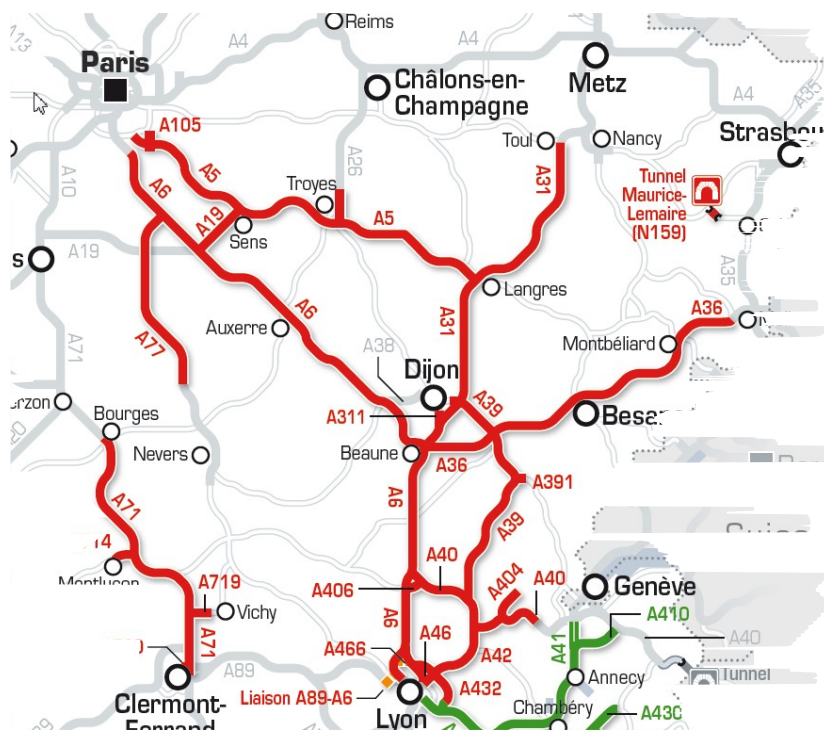 Reims
A4
A4
Paris
Châlons-en-
Champagne
Metz
A4
A35
A105
Toul
Nancy
A10
A5
A26
A31
Tunnel
Maurice-
Lemaire
(N159)
A6
Troyes
A19
A5
Sens
A19
A35
Langres
A6
A31
A36
Auxerre
A77
A38
Montbéliard
A71
Dijon
A311
A39
Bourges
Nevers
Beaune
A36
A391
A6
A71
A39
A40
A404
A40
Genève
A719
A406
Vichy
A410
A6
A46
A40
A71
A466
A42
A41
A89
A432
Annecy
Tunnel
Clermont-
Liaison A89-A6
Lyon
Chambéry